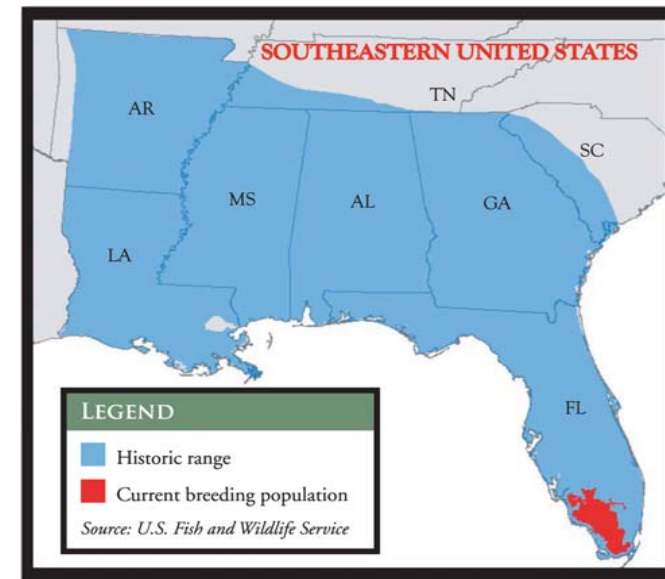 SOUTHEASTERN UNITED STATES
TN
AR
SC
MS
AL
GA
LA
FL
LEGEND
Historic range
Current breeding population
Source: U.S. Fish and Wildlife Service